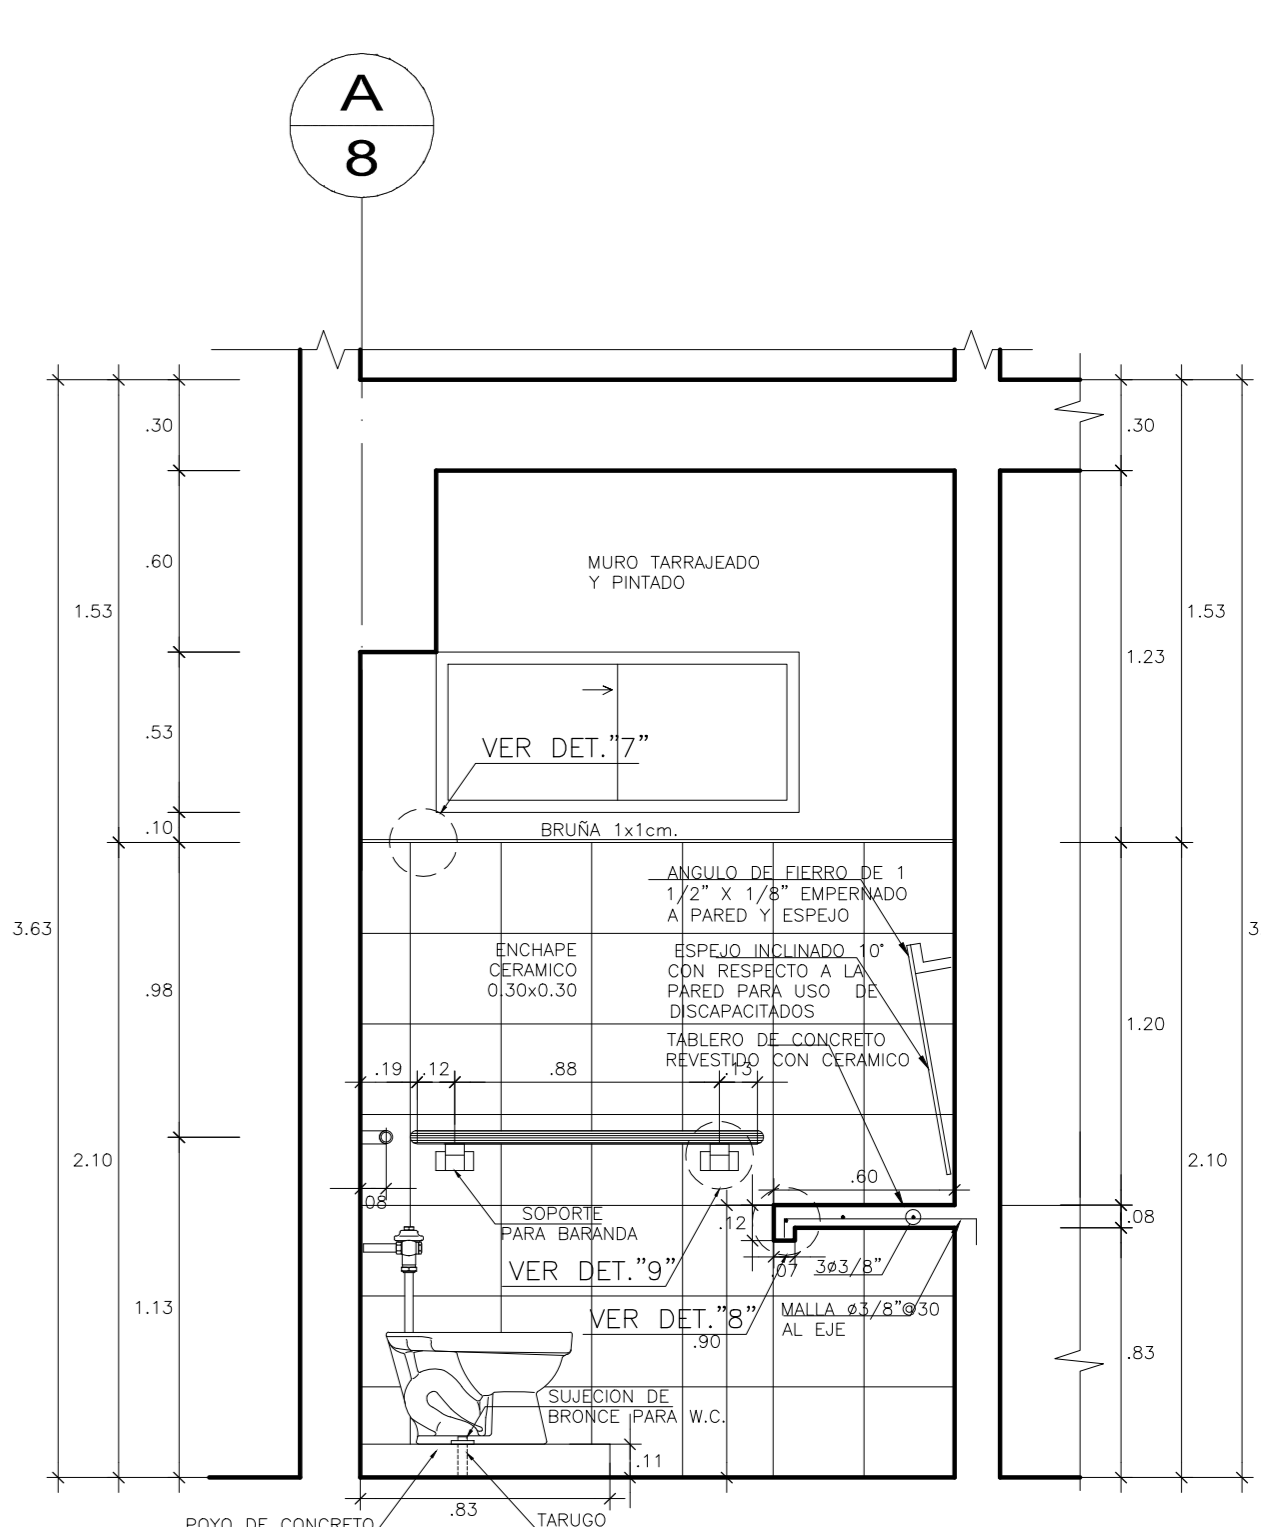 A
8
.30
.30
.60
MURO TARRAJEADO
Y PINTADO
1.53
1.53
1.23
.53
VER DET."7"
.10
BRUÑA 1x1cm.
ANGULO DE FIERRO DE 1
1/2" X 1/8" EMPERNADO
A PARED Y ESPEJO
3.63
3
ENCHAPE
CERAMICO
0.30x0.30
ESPEJO INCLINADO 10°
CON RESPECTO A LA
PARED PARA USO DE
DISCAPACITADOS
.98
1.20
TABLERO DE CONCRETO
REVESTIDO CON CERAMICO
.19
.12
.88
.13
2.10
2.10
.60
.08
SOPORTE
PARA BARANDA
.12
.08
VER DET."9"
.07
3ø3/8"
1.13
VER DET."8"
MALLA ø3/8"@30
AL EJE
.90
.83
SUJECION DE
BRONCE PARA W.C.
.11
.83
POYO DE CONCRETO
TARUGO